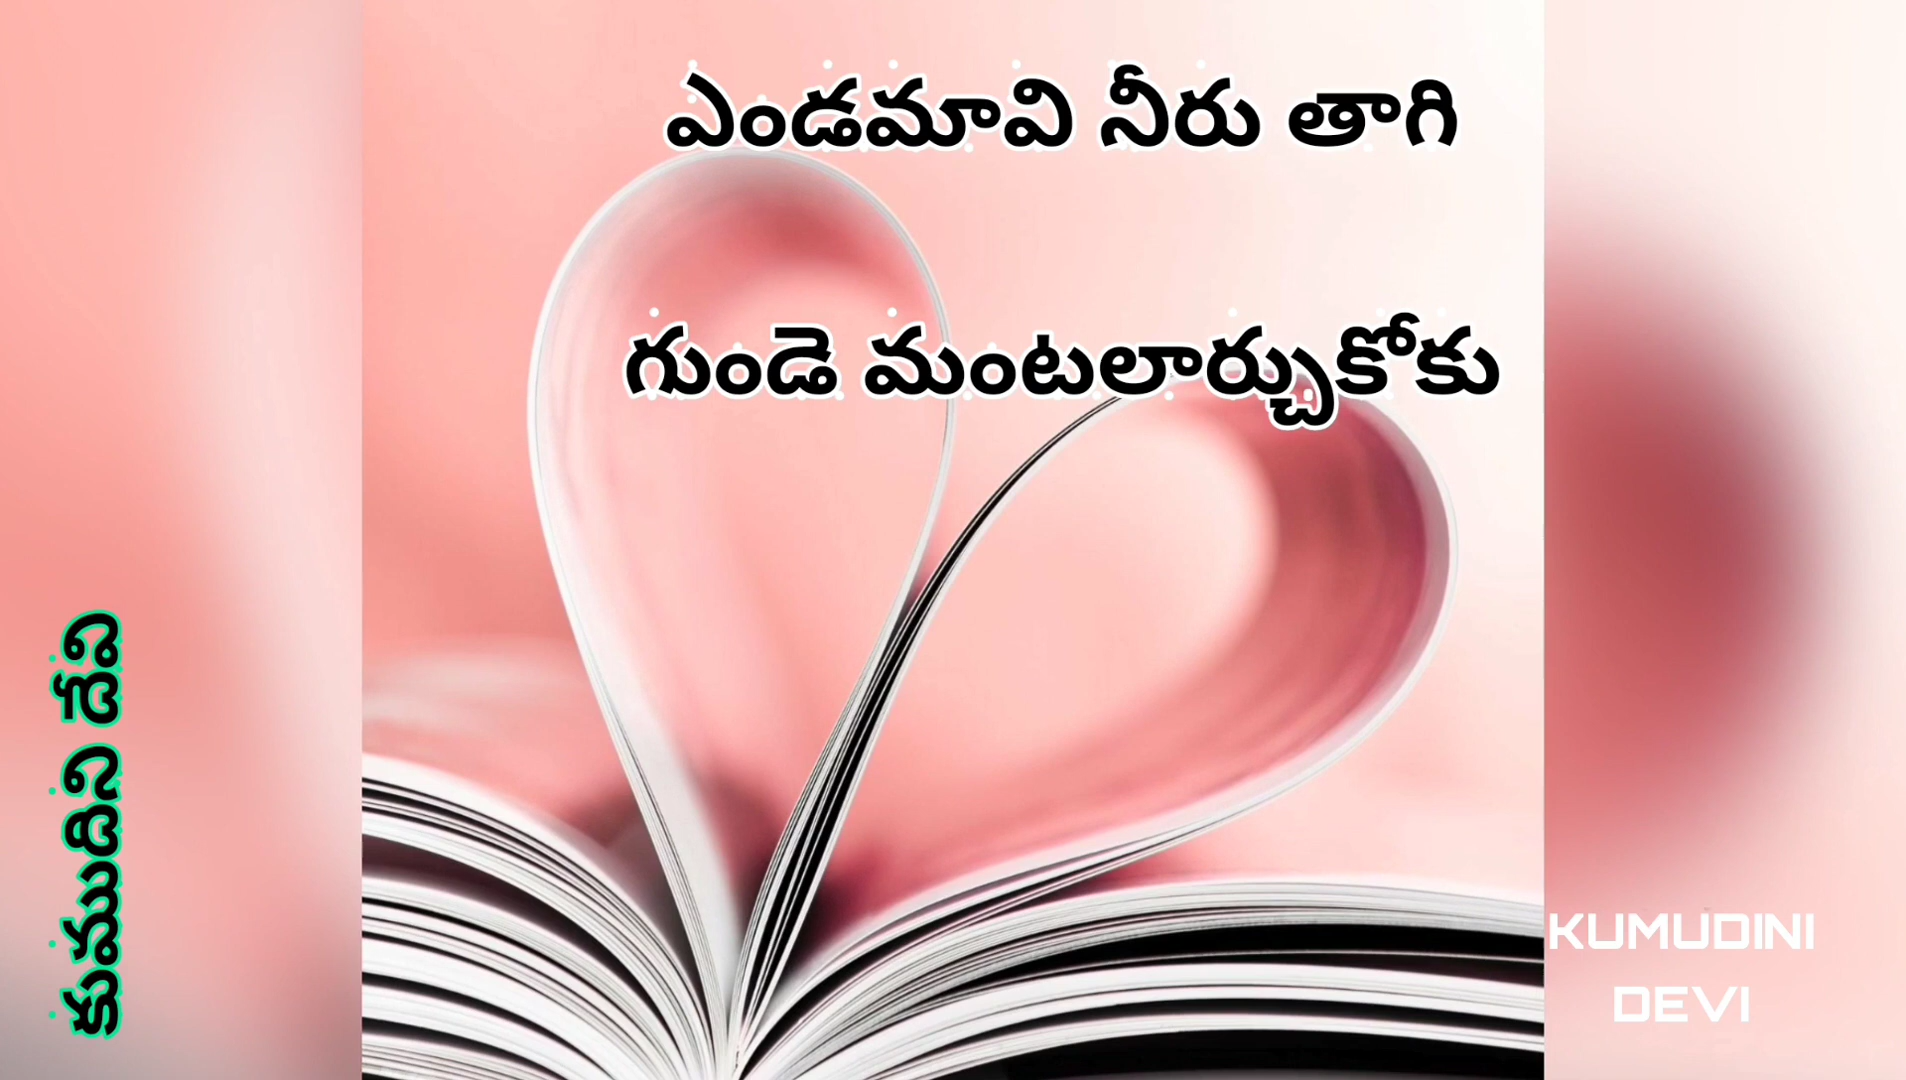 ఎండమావి నీరు తాగి
గుండె మంటలార్చుకోకు
కుముదిని దేవి
KUMUDINI
DEVI